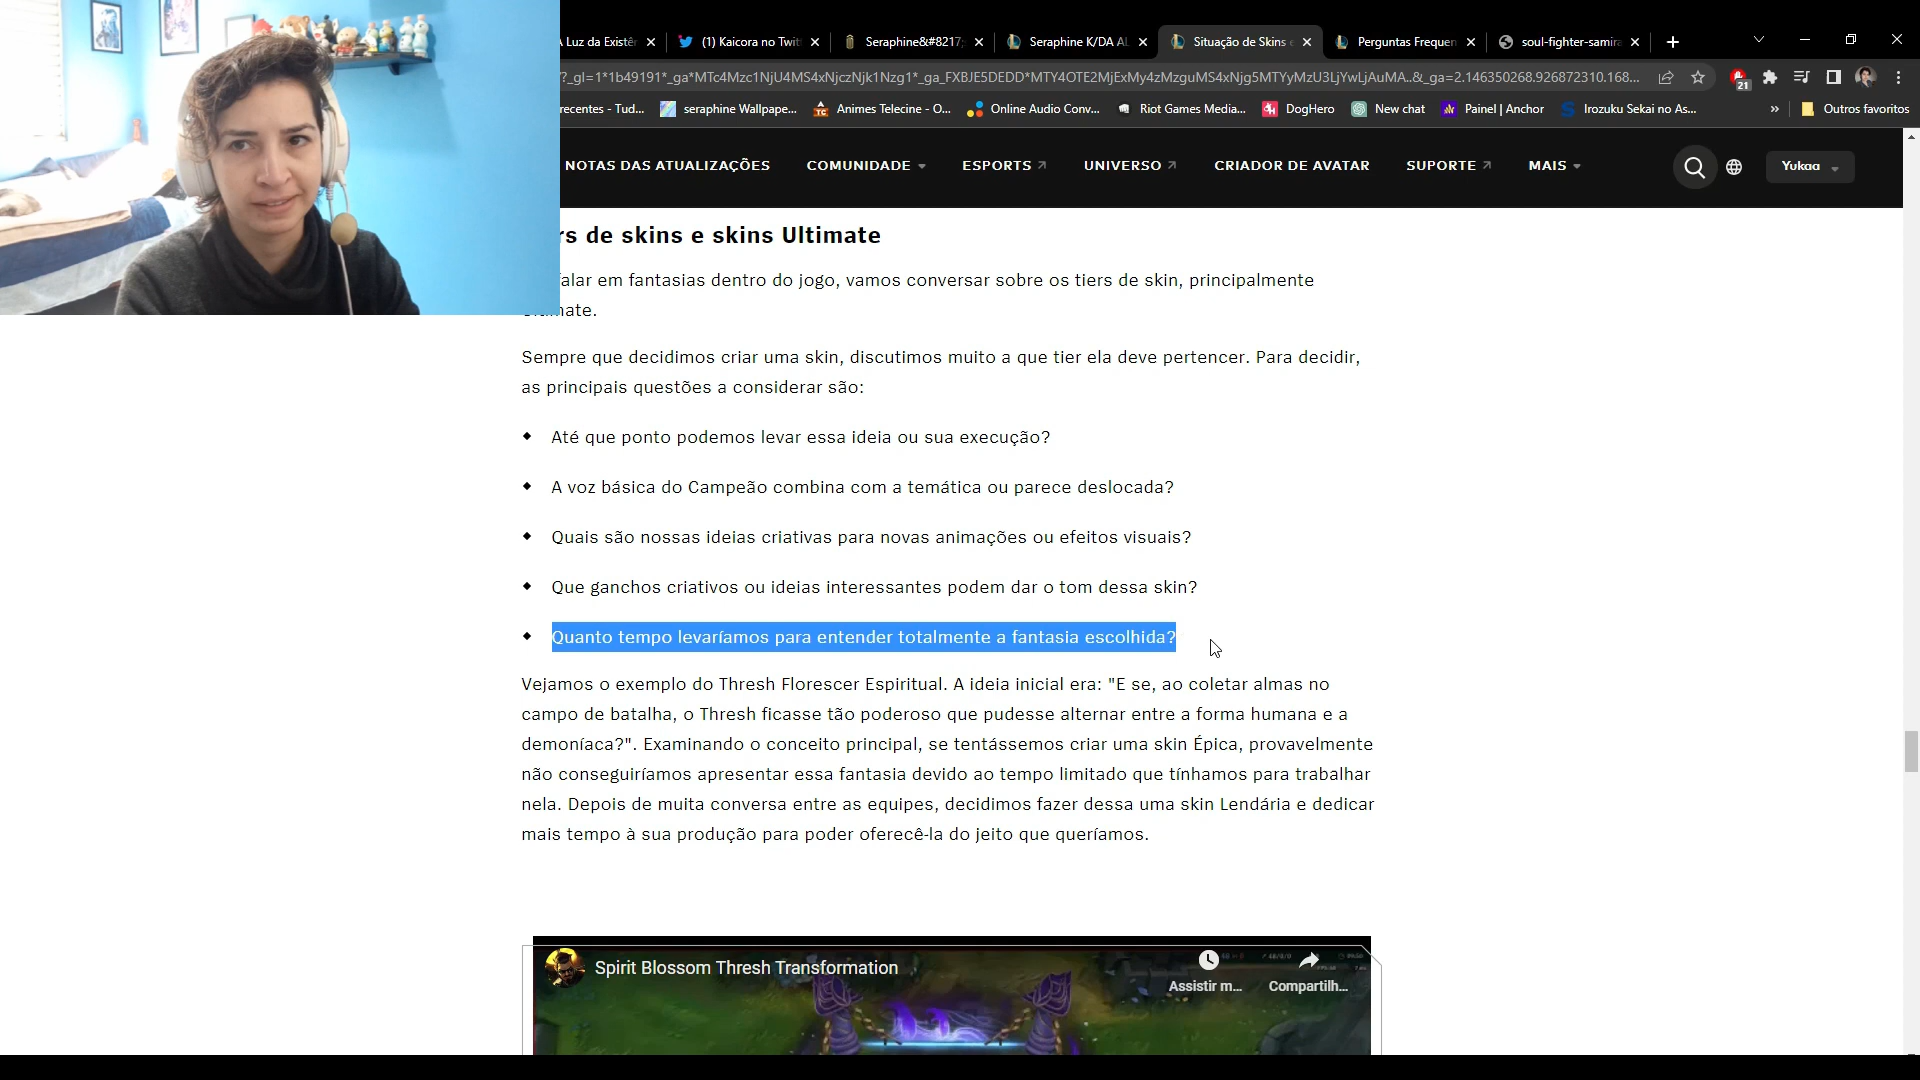 A Luz da Existên
(1) Kaicora no Twit
Seraphine&#8217;
Seraphine K/DA AL
Situação de Skins e
Perguntas Frequen
soul-fighter-samira
?_gl=1*1b49191*_ga*MTc4Mzc1NjU4MS4xNjczNjk1Nzg1*_ga_FXBJE5DEDD*MTY4OTE2MjExMy4zMzguMS4xNjg5MTYyMzU3LjYwLjAuMA..&_ga=2.146350268.926872310.168...
21
recentes - Tud...
seraphine Wallpape...
Animes Telecine - O...
Online Audio Conv...
Riot Games Media...
DogHero
New chat
Painel | Anchor
Irozuku Sekai no As...
»
Outros favoritos
NOTAS DAS ATUALIZAÇÕES
COMUNIDADE
ESPORTS
UNIVERSO
CRIADOR DE AVATAR
SUPORTE
MAIS
Yukaa
rs de skins e skins Ultimate
falar em fantasias dentro do jogo, vamos conversar sobre os tiers de skin, principalmente
Ultimate.
Sempre que decidimos criar uma skin, discutimos muito a que tier ela deve pertencer. Para decidir,
as principais questões a considerar são:
Até que ponto podemos levar essa ideia ou sua execução?
A voz básica do Campeão combina com a temática ou parece deslocada?
Quais são nossas ideias criativas para novas animações ou efeitos visuais?
Que ganchos criativos ou ideias interessantes podem dar o tom dessa skin?
Quanto tempo levaríamos para entender totalmente a fantasia escolhida?
Vejamos o exemplo do Thresh Florescer Espiritual. A ideia inicial era: "E se, ao coletar almas no
campo de batalha, o Thresh ficasse tão poderoso que pudesse alternar entre a forma humana e a
demoníaca?". Examinando o conceito principal, se tentássemos criar uma skin Épica, provavelmente
não conseguiríamos apresentar essa fantasia devido ao tempo limitado que tínhamos para trabalhar
nela. Depois de muita conversa entre as equipes, decidimos fazer dessa uma skin Lendária e dedicar
mais tempo à sua produção para poder oferecê-la do jeito que queríamos.
Spirit Blossom Thresh Transformation
Assistir m...
Compartilh...